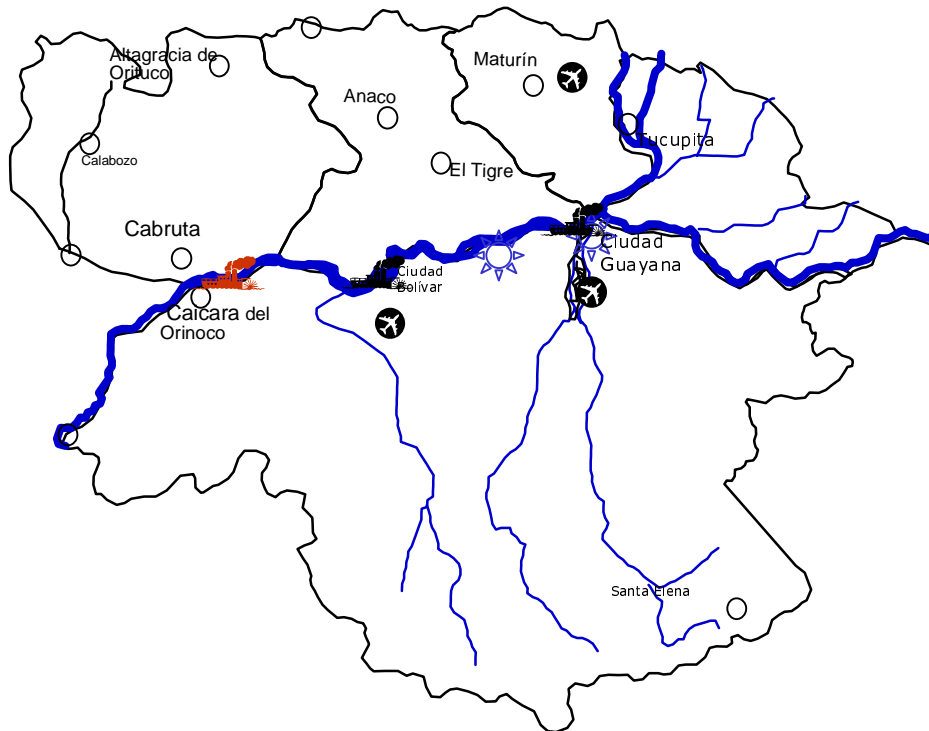 Altagracia de
Orituco
Maturín
Anaco
Tucupita
Calabozo
El Tigre
Cabruta
Ciudad
Guayana
Ciudad
Bolívar
Caicara del
Orinoco
Santa Elena